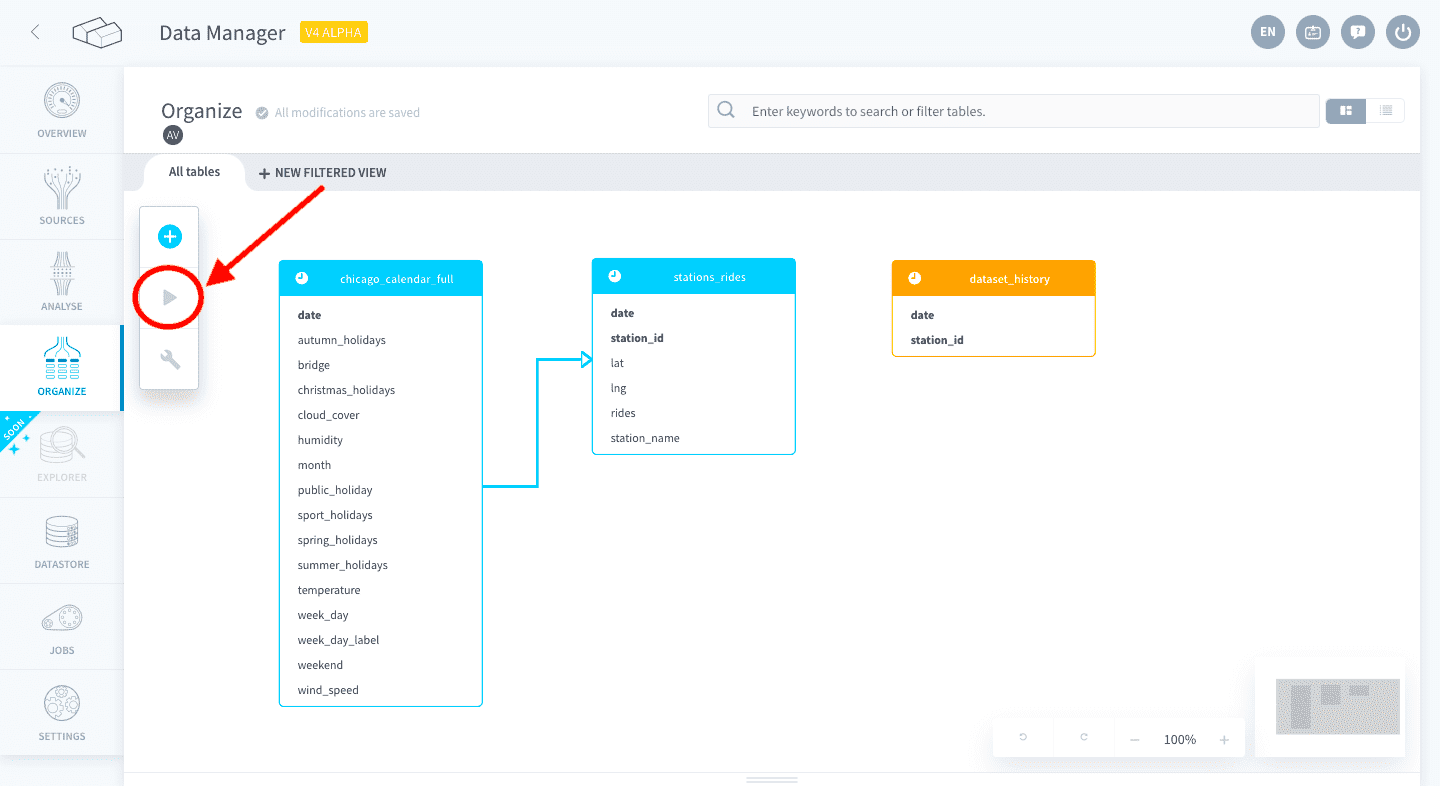 Data Manager V4 ALPHA
EN
OVERVIEW
SOURCES
ANALYSE
ORGANIZE
SOON
EXPLORER
DATASTORE
JOBS
SETTINGS
Organize All modifications are saved
AV
Enter keywords to search or filter tables.
All tables + NEW FILTERED VIEW
chicago_calendar_full
date
autumn_holidays
bridge
christmas_holidays
cloud_cover
humidity
month
public_holiday
sport_holidays
spring_holidays
summer_holidays
temperature
week_day
week_day_label
weekend
wind_speed
stations_rides
date
station_id
lat
lng
rides
station_name
dataset_history
date
station_id
100%